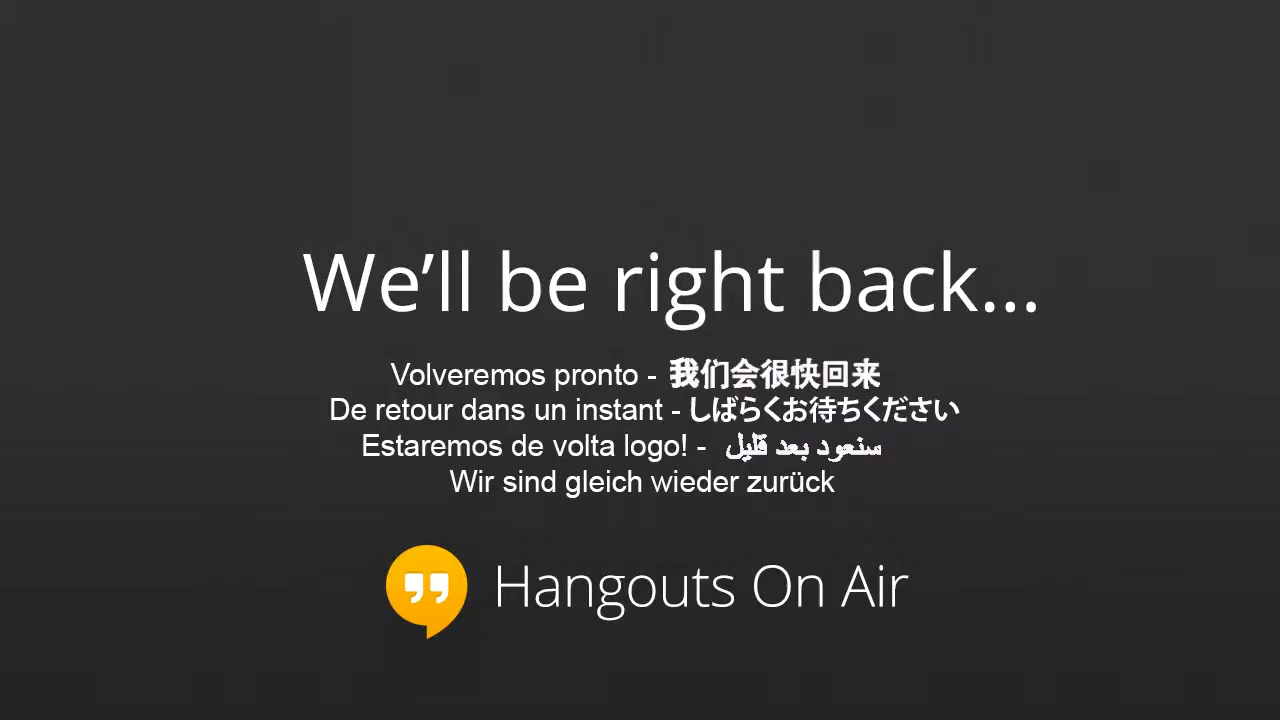 We’ll be right back...
Volveremos pronto - 我们会很快回来
De retour dans un instant - しばらくお待ちください
Estaremos de volta logo! - سنعود بعد قليل
Wir sind gleich wieder zurück
Hangouts On Air